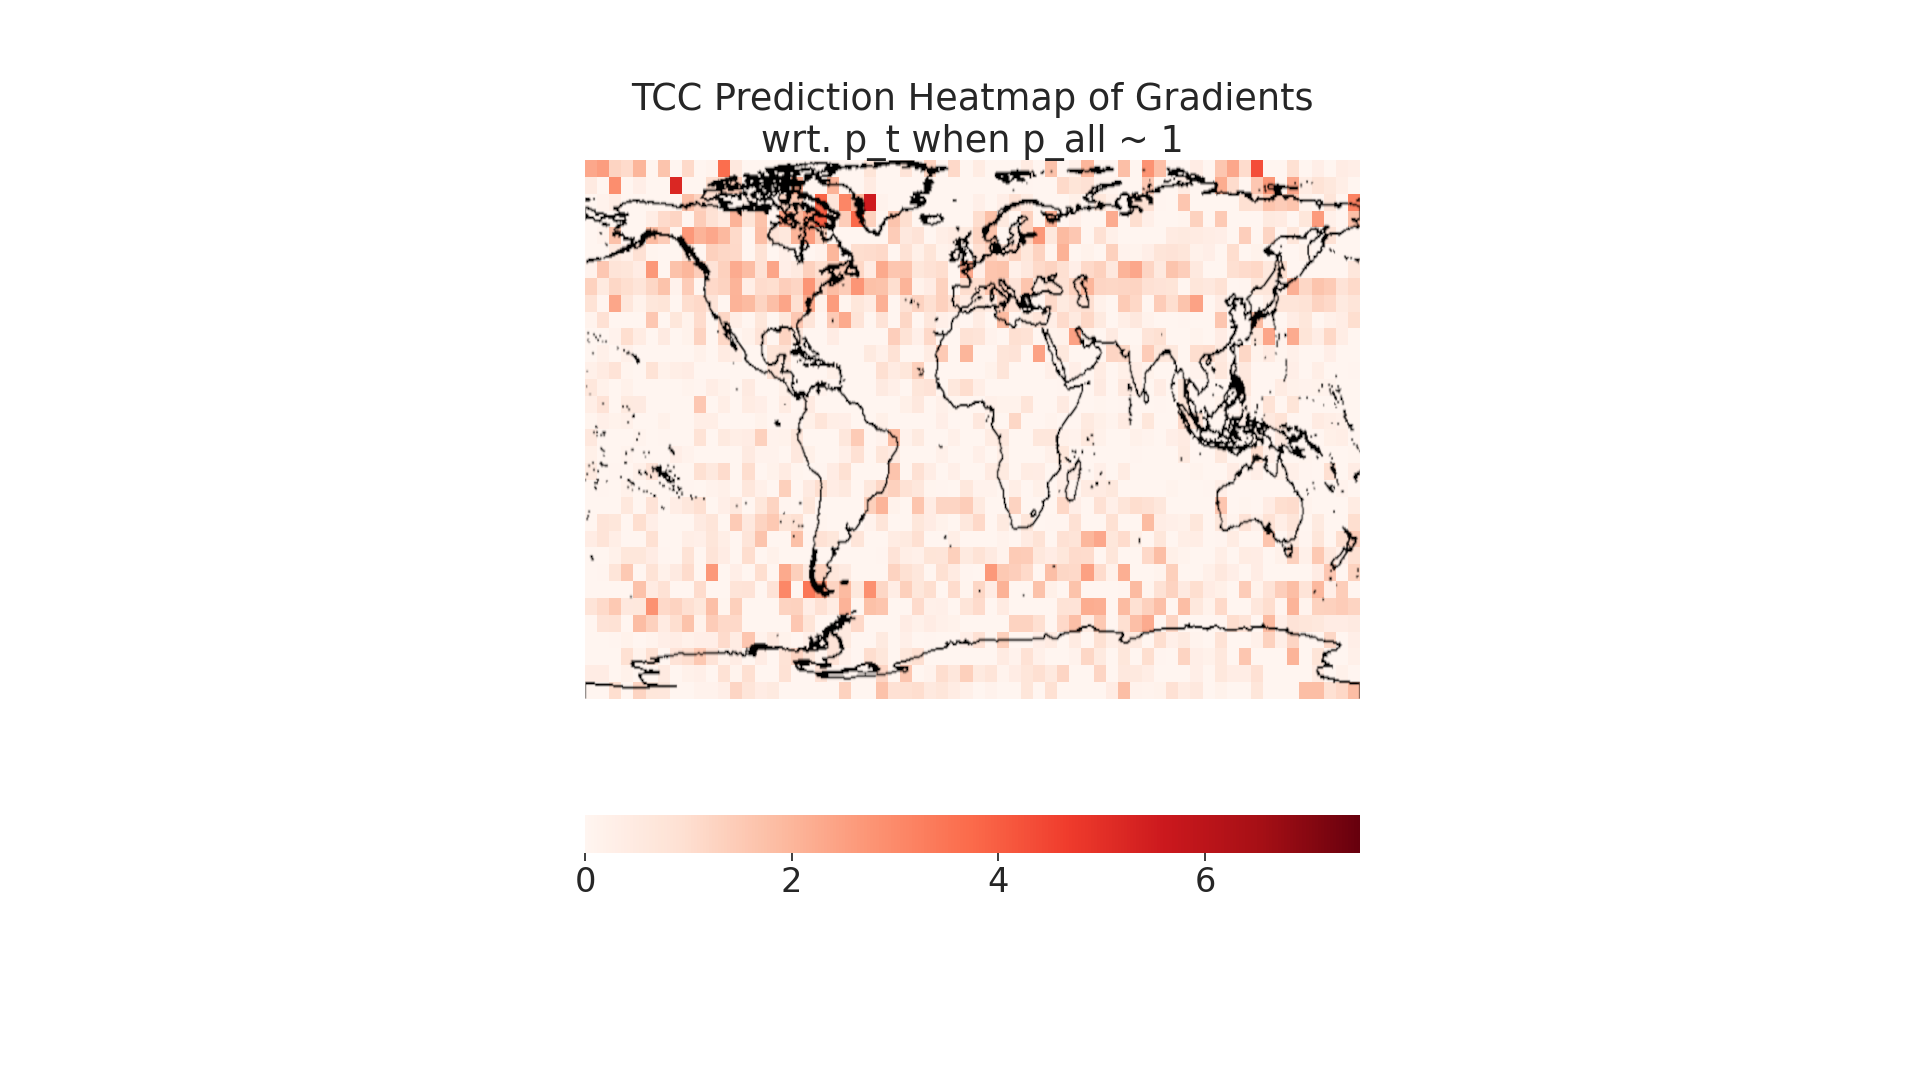 TCC Prediction Heatmap of Gradients
wrt. p_t when p_all ~ 1
0 2 4 6